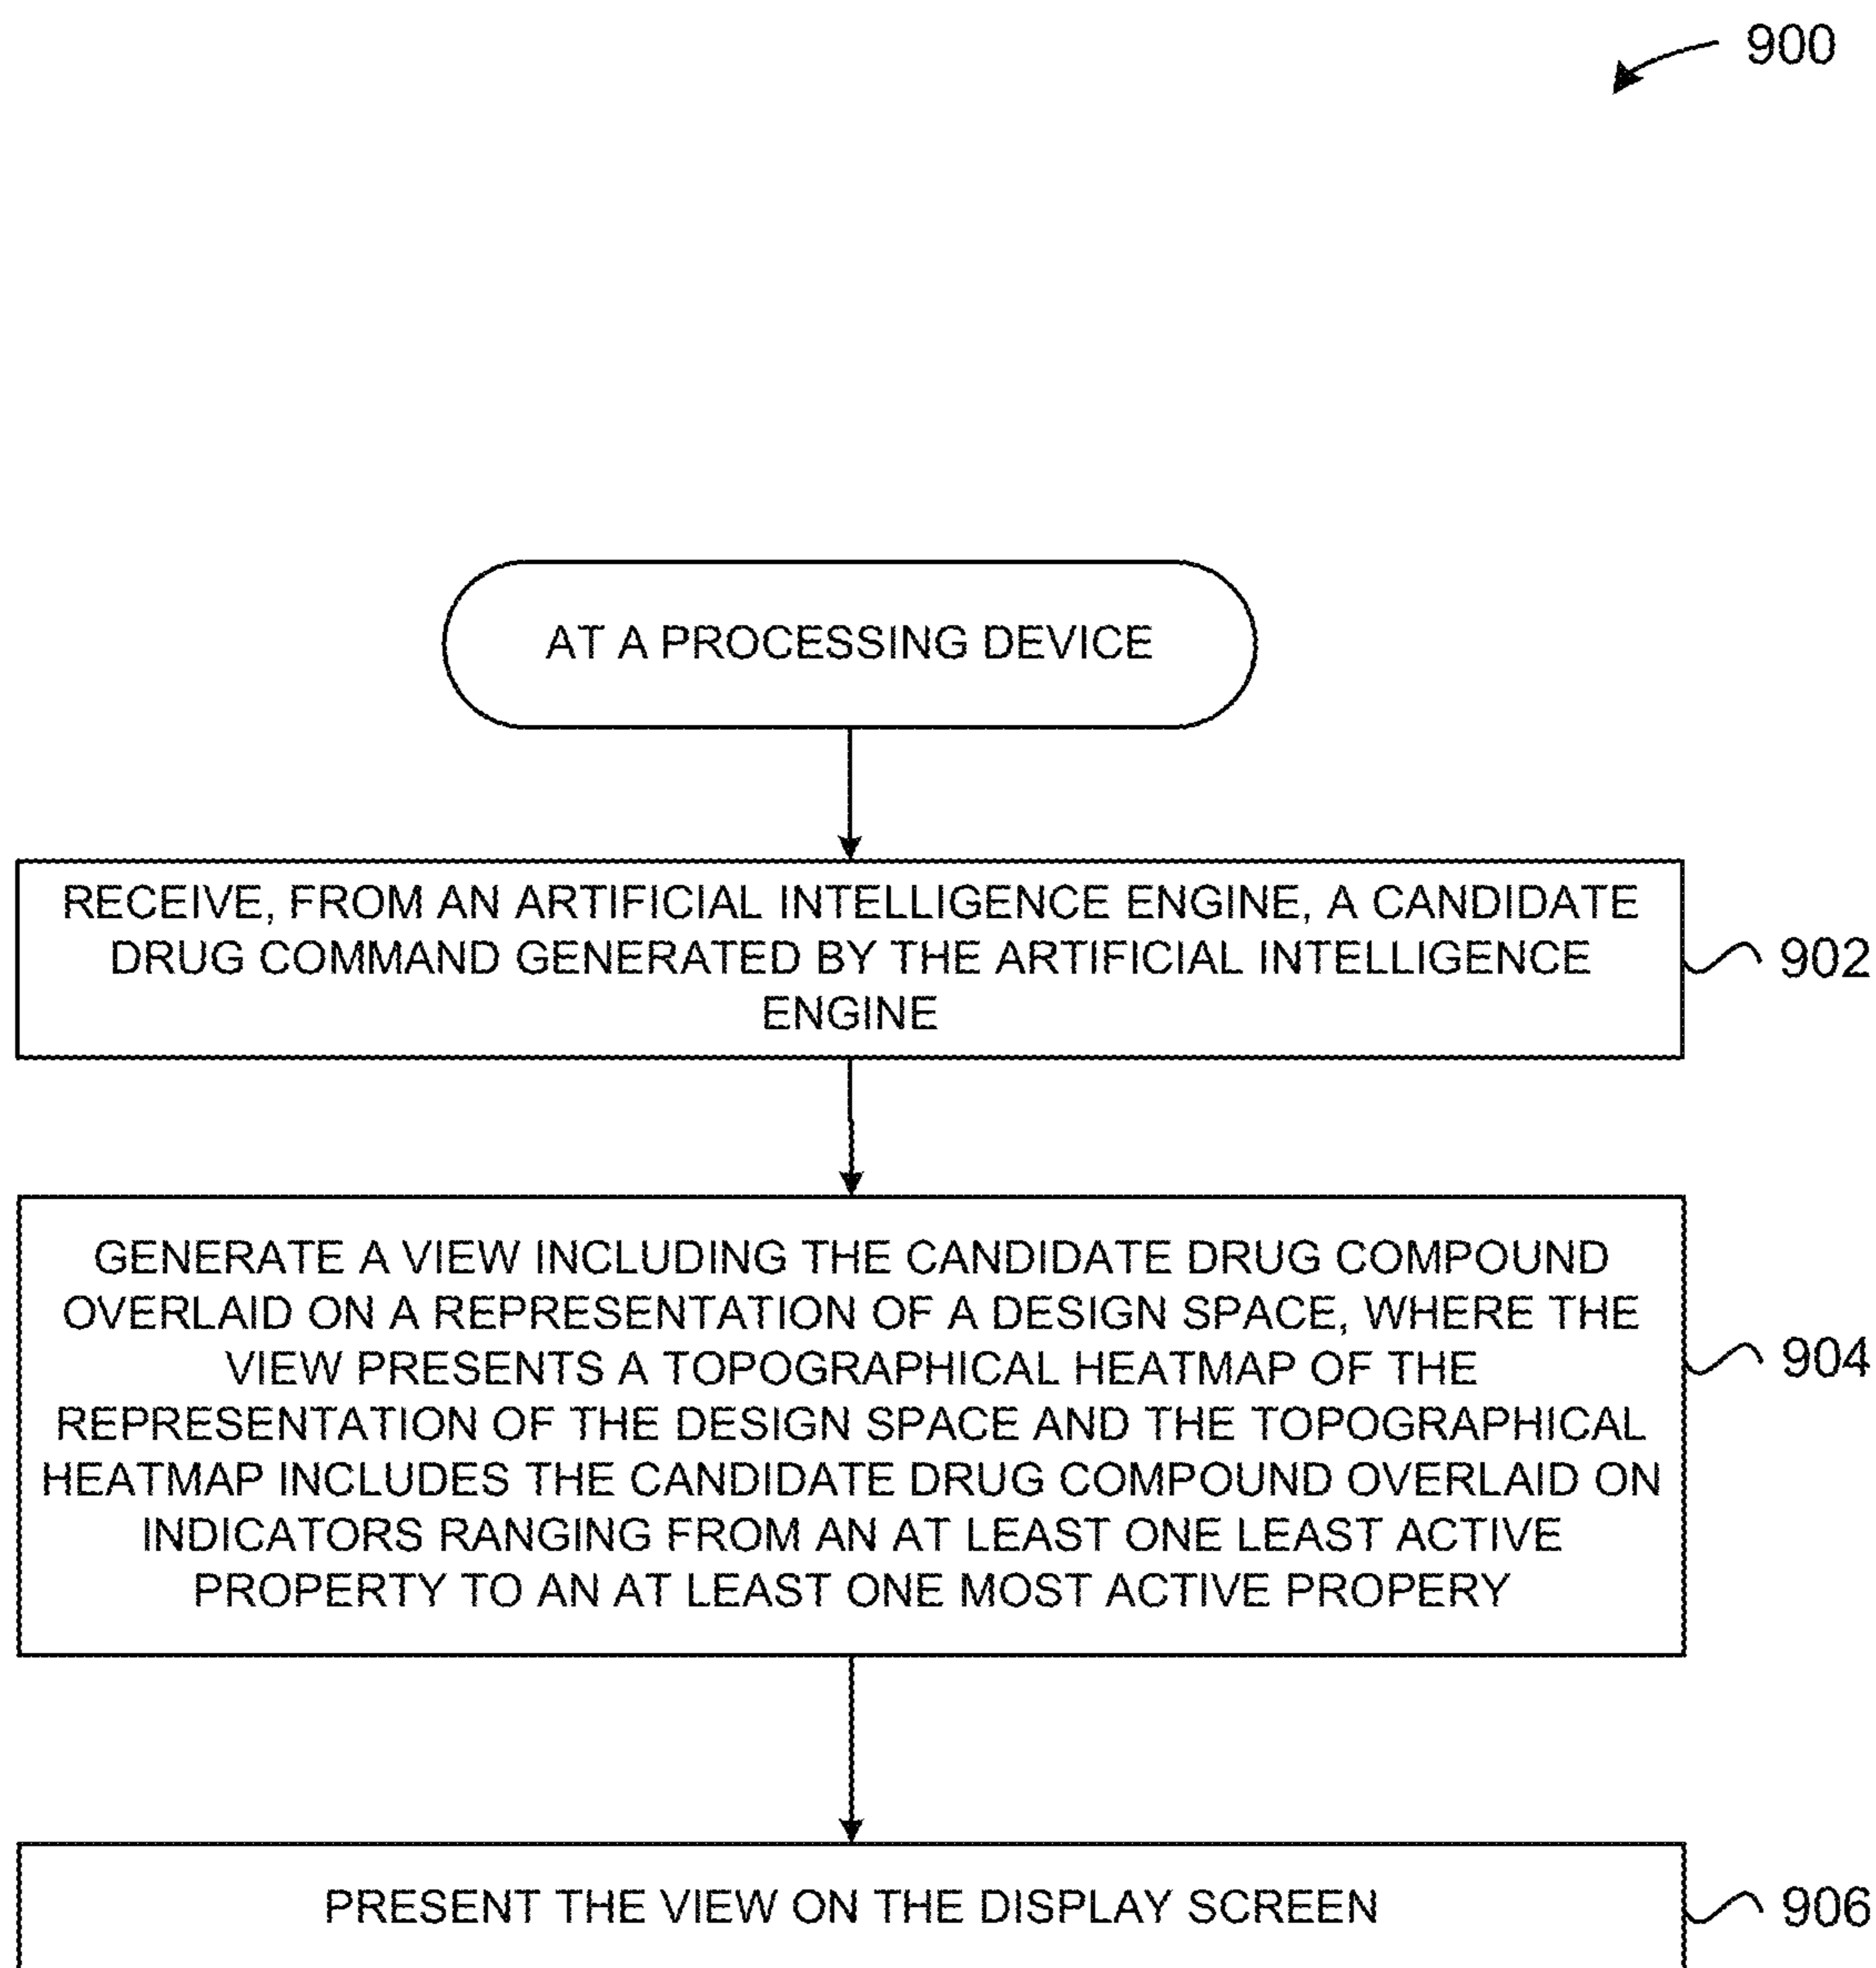 900
AT A PROCESSING DEVICE
RECEIVE, FROM AN ARTIFICIAL INTELLIGENCE ENGINE, A CANDIDATE
DRUG COMMAND GENERATED BY THE ARTIFICIAL INTELLIGENCE
ENGINE
902
GENERATE A VIEW INCLUDING THE CANDIDATE DRUG COMPOUND
OVERLAID ON A REPRESENTATION OF A DESIGN SPACE, WHERE THE
VIEW PRESENTS A TOPOGRAPHICAL HEATMAP OF THE
REPRESENTATION OF THE DESIGN SPACE AND THE TOPOGRAPHICAL
HEATMAP INCLUDES THE CANDIDATE DRUG COMPOUND OVERLAID ON
INDICATORS RANGING FROM AN AT LEAST ONE LEAST ACTIVE
PROPERTY TO AN AT LEAST ONE MOST ACTIVE PROPERY
904
PRESENT THE VIEW ON THE DISPLAY SCREEN
906